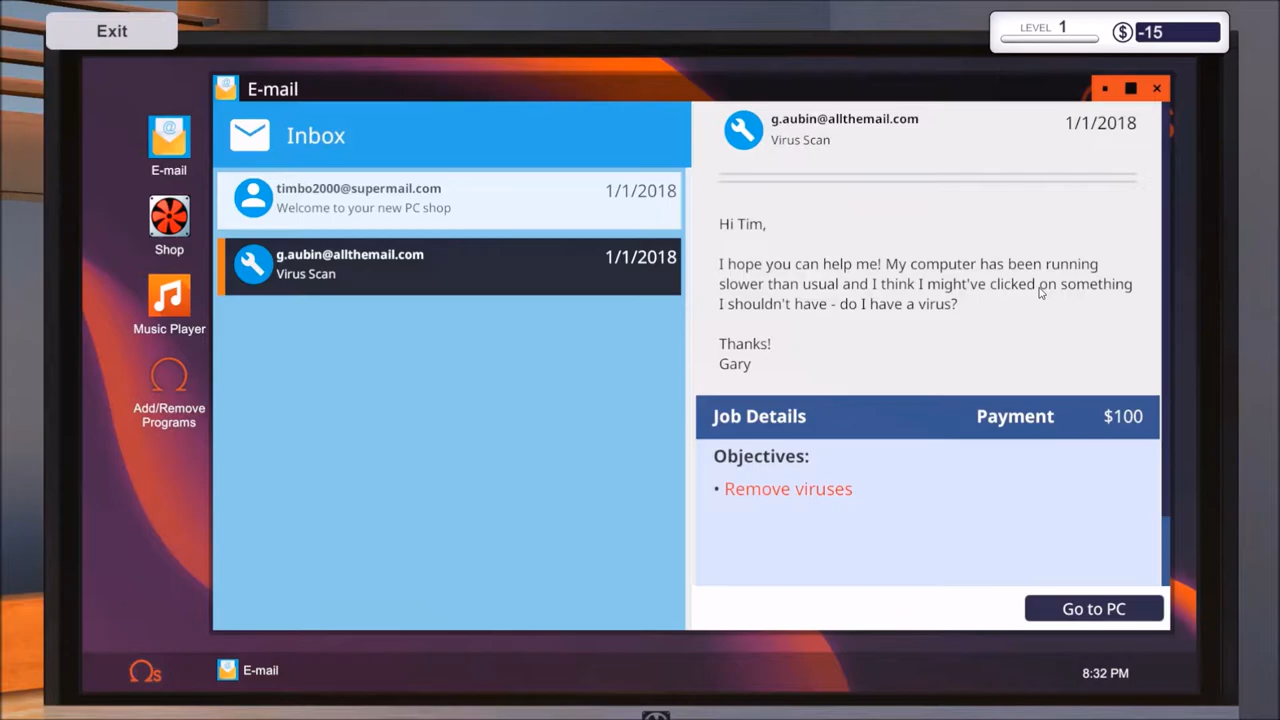 Exit
LEVEL 1
$ -15
E-mail
E-mail
Shop
Music Player
Add/Remove
Programs
Inbox
timbo2000@supermail.com 1/1/2018
Welcome to your new PC shop
g.aubin@allthemail.com 1/1/2018
Virus Scan
g.aubin@allthemail.com 1/1/2018
Virus Scan
Hi Tim,
I hope you can help me! My computer has been running
slower than usual and I think I might've clicked on something
I shouldn't have - do I have a virus?
Thanks!
Gary
Job Details Payment $100
Objectives:
• Remove viruses
Go to PC
Ωs E-mail 8:32 PM